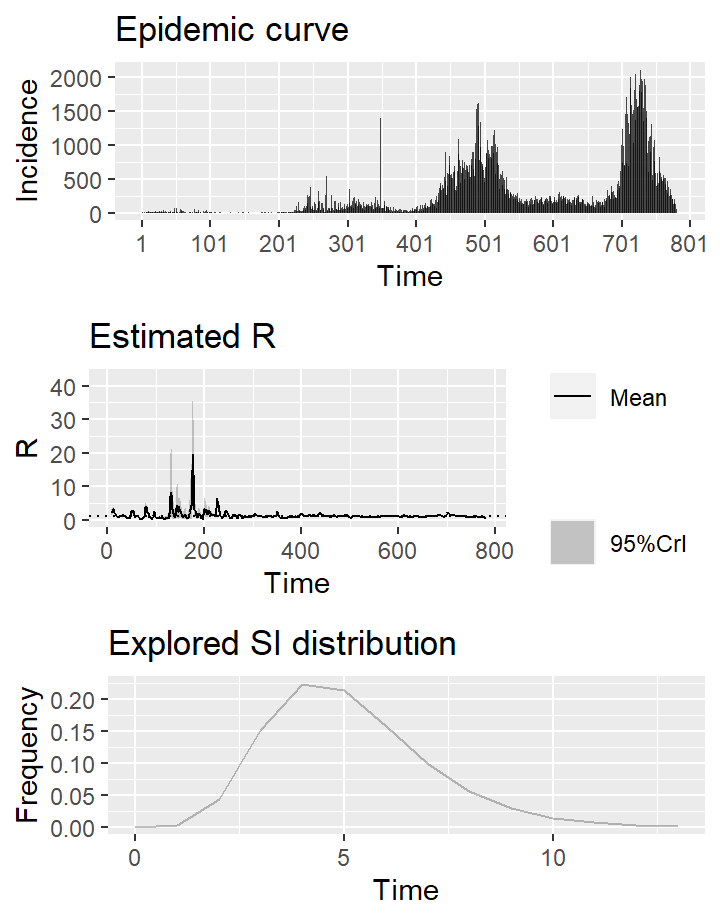 Epidemic curve
Incidence
2000
1500
1000
500
0
1 101 201 301 401 501 601 701 801
Time
Estimated R
R
40
30
20
10
0
0 200 400 600 800
Time
Mean
95%CrI
Explored SI distribution
Frequency
0.20
0.15
0.10
0.05
0.00
0 5 10
Time